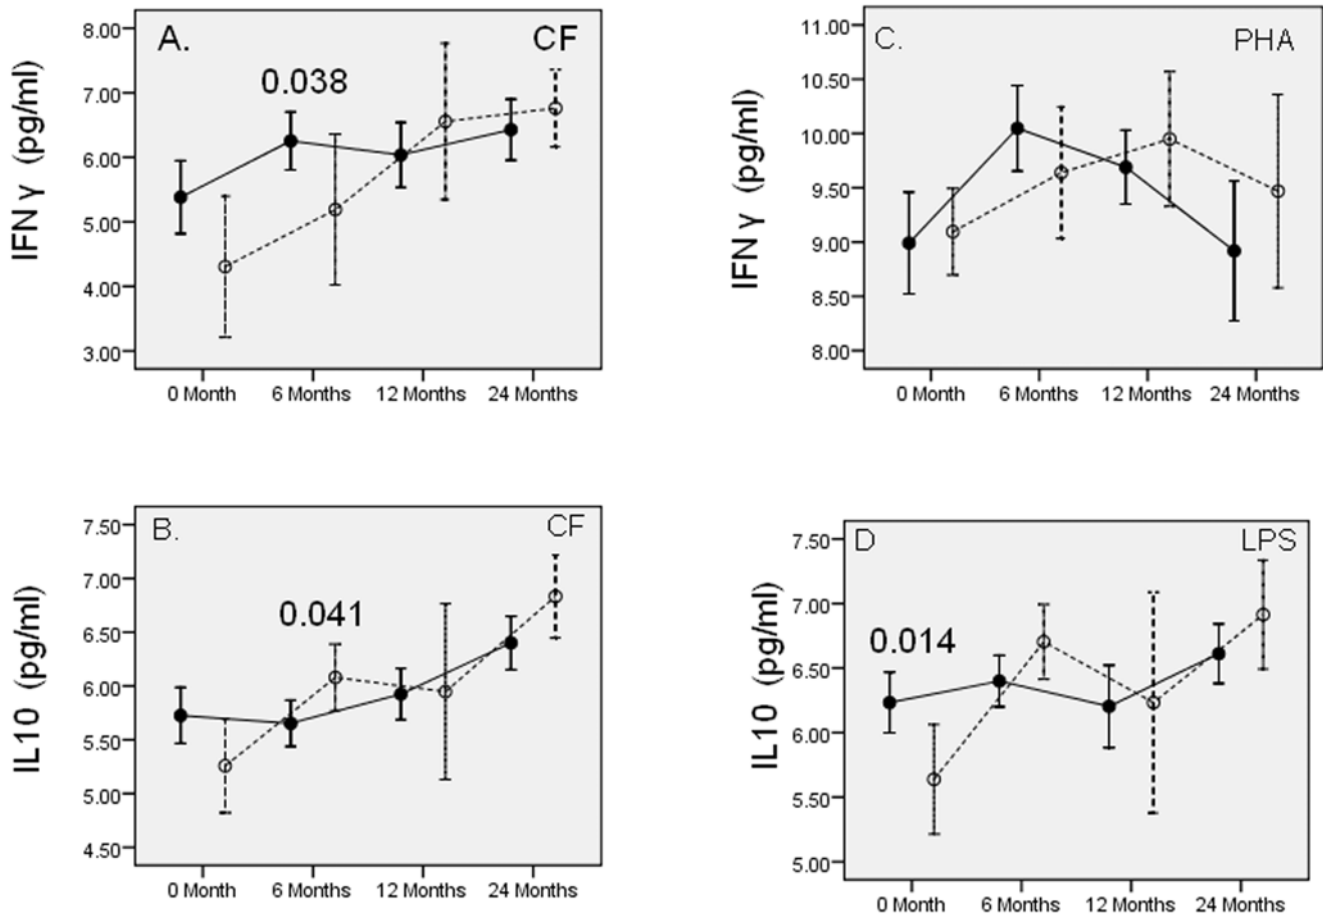 A.
CF
0.038
IFN γ (pg/ml)
8.00
7.00
6.00
5.00
4.00
3.00
0 Month
6 Months
12 Months
24 Months
C.
PHA
IFN γ (pg/ml)
11.00
10.50
10.00
9.50
9.00
8.50
8.00
0 Month
6 Months
12 Months
24 Months
B.
CF
0.041
IL10 (pg/ml)
7.50
7.00
6.50
6.00
5.50
5.00
4.50
0 Month
6 Months
12 Months
24 Months
D
LPS
0.014
IL10 (pg/ml)
7.50
7.00
6.50
6.00
5.50
5.00
0 Month
6 Months
12 Months
24 Months